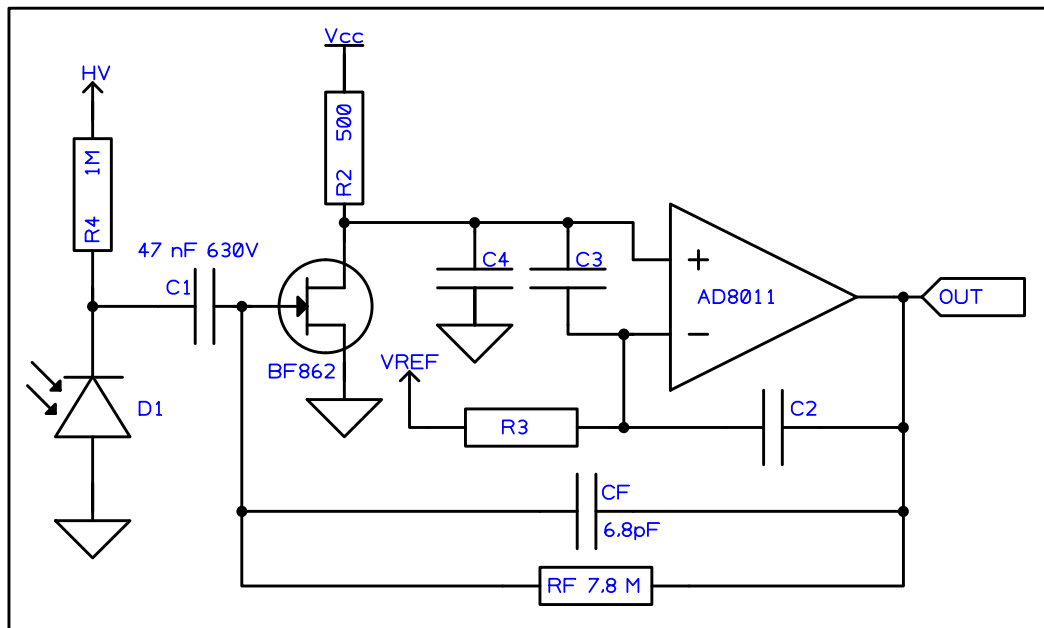 Vcc
HV
R2 500
R4 1M
47 nF 630V
C1
C4
C3
AD8011
OUT
BF862
VREF
D1
R3
C2
CF
6,8pF
RF 7,8 M